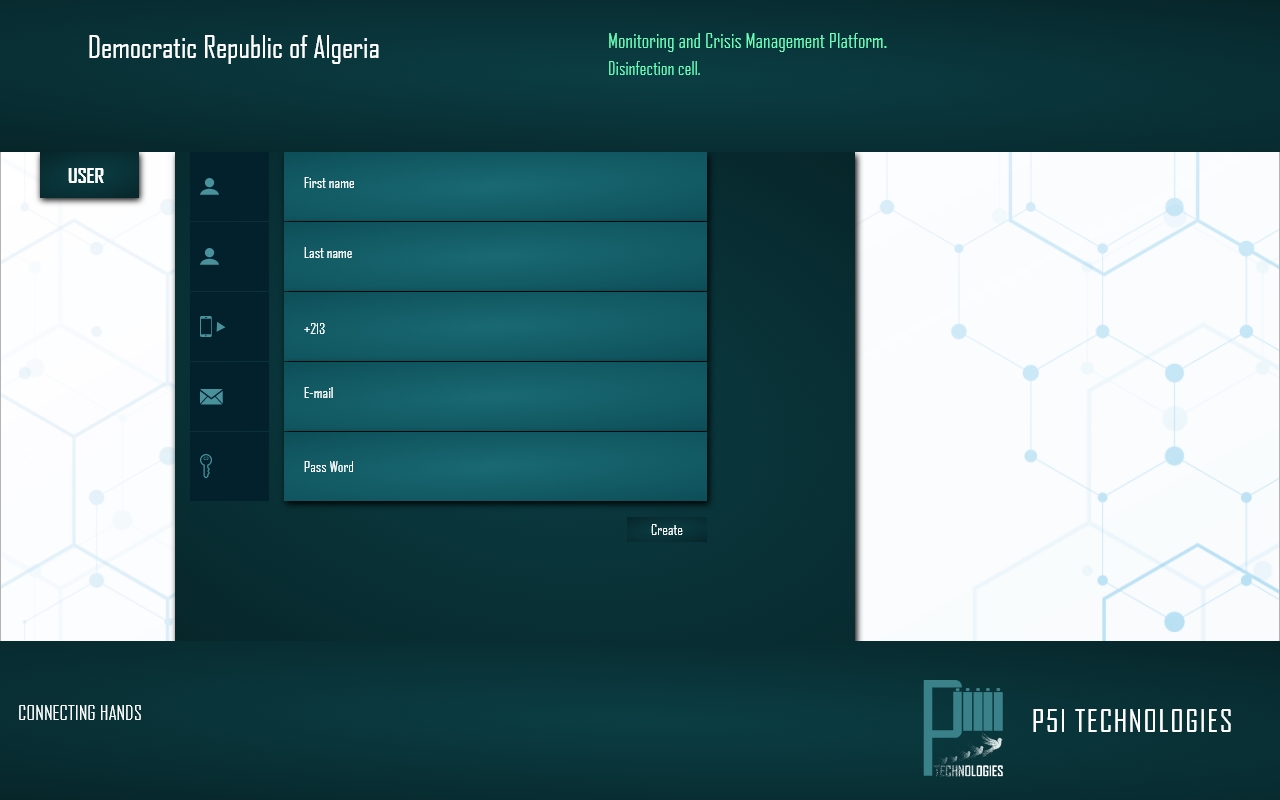 Democratic Republic of Algeria
Monitoring and Crisis Management Platform.
Disinfection cell.
USER
First name
Last name
+213
E-mail
Pass Word
Create
CONNECTING HANDS
TECHNOLOGIES
P5I TECHNOLOGIES